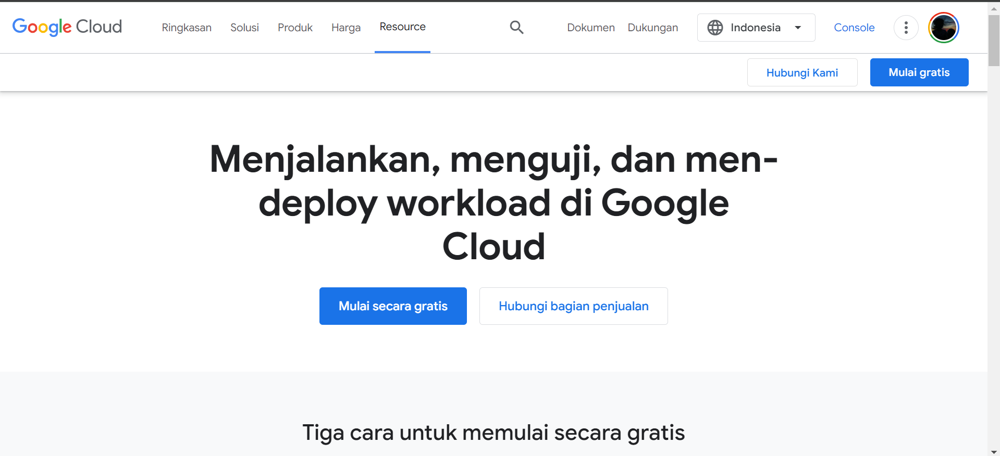 Google Cloud
Ringkasan Solusi Produk Harga Resource Dokumen Dukungan Indonesia Console
Hubungi Kami Mulai gratis
Menjalankan, menguji, dan men-
deploy workload di Google
Cloud
Mulai secara gratis Hubungi bagian penjualan
Tiga cara untuk memulai secara gratis